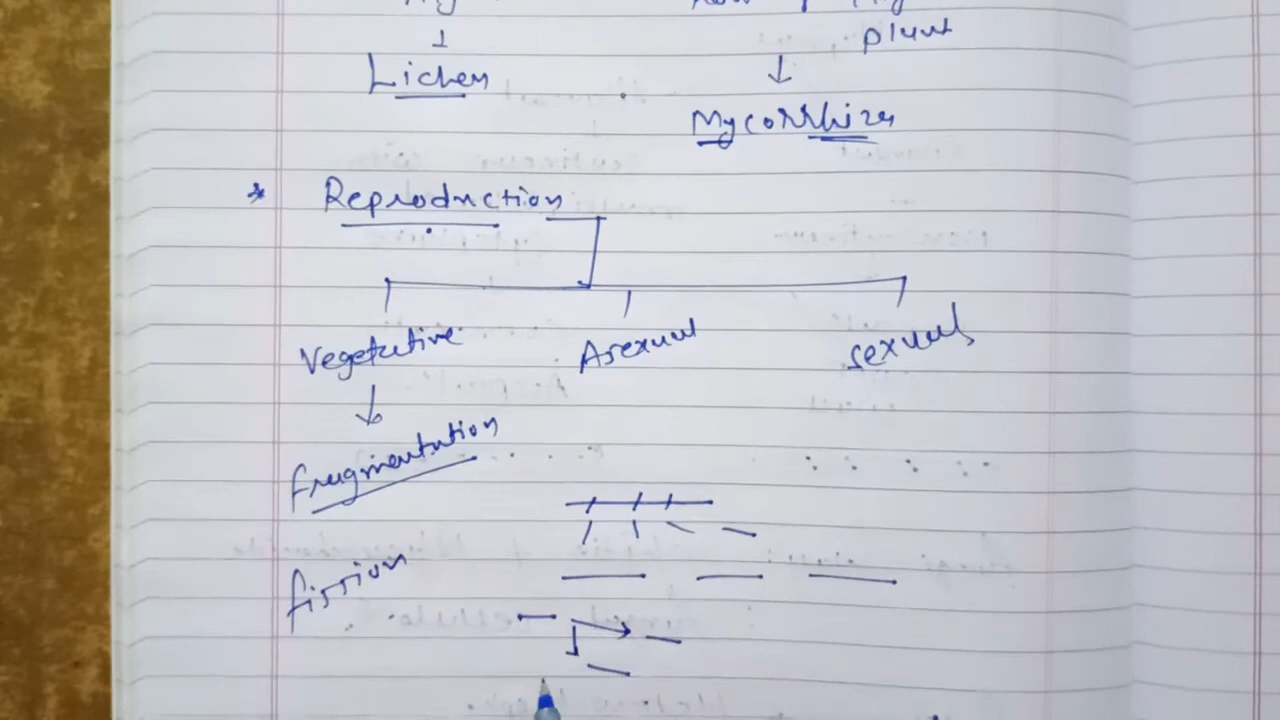 plant
Lichen
Mycorrhiza
* Reproduction
Vegetative Asexual sexual
fragmentation
fission